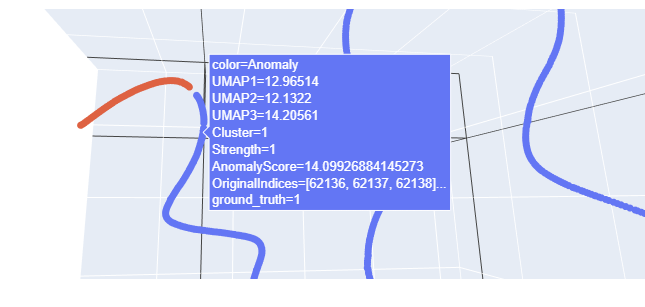 color=Anomaly
UMAP1=12.96514
UMAP2=12.1322
UMAP3=14.20561
Cluster=1
Strength=1
AnomalyScore=14.09926884145273
OriginalIndices=[62136, 62137, 62138]...
ground_truth=1